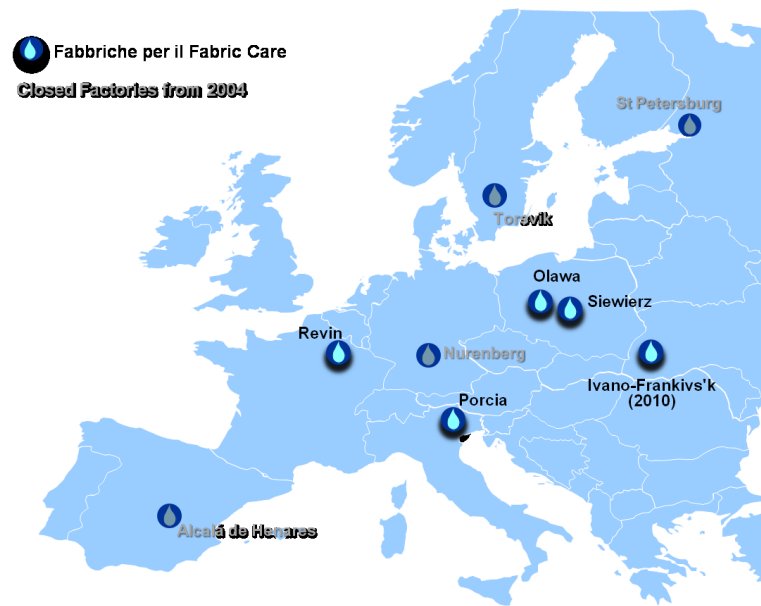 Fabbriche per il Fabric Care
Closed Factories from 2004
St Petersburg
Torsvik
Olawa
Siewierz
Revin
Nurenberg
Ivano-Frankivs'k
(2010)
Porcia
Alcalá de Henares